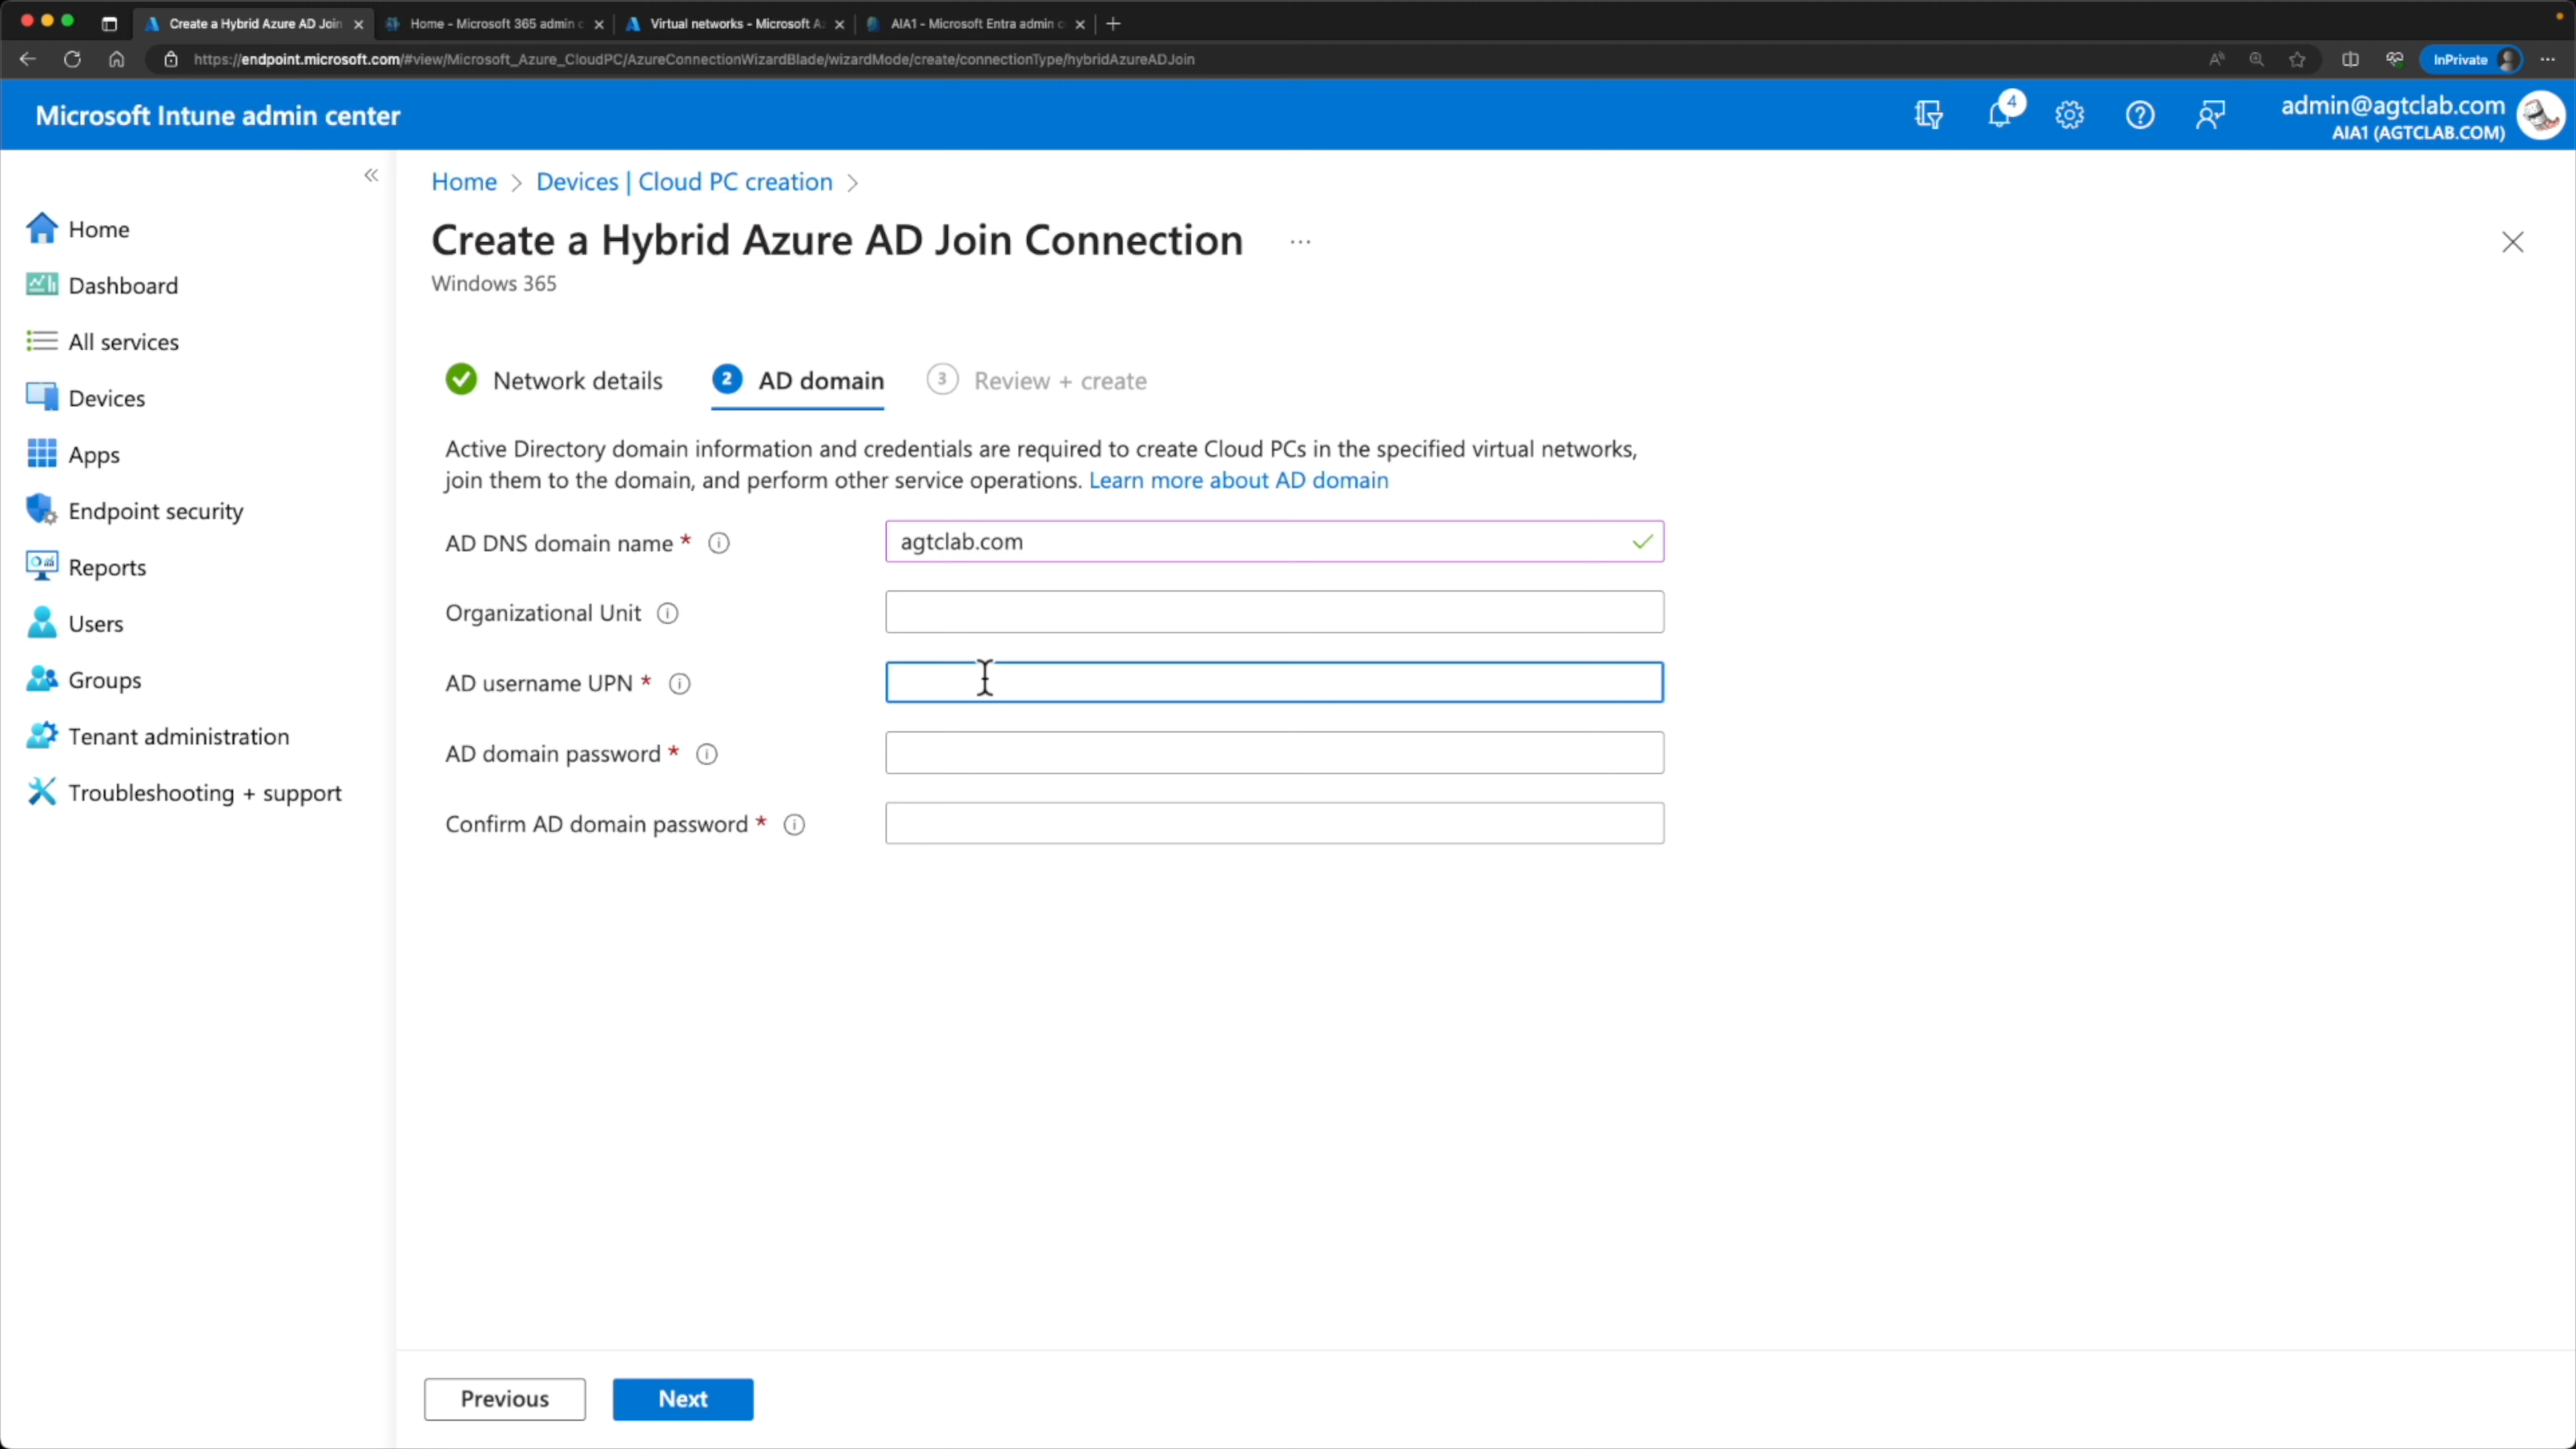 Create a Hybrid Azure AD Join
Home - Microsoft 365 admin c
Virtual networks - Microsoft A
AIA1 - Microsoft Entra admin c
https://endpoint.microsoft.com/#view/Microsoft_Azure_CloudPC/AzureConnectionWizardBlade/wizardMode/create/connectionType/hybridAzureADJoin
InPrivate
Microsoft Intune admin center
4
admin@agtclab.com
AIA1 (AGTCLAB.COM)
Home > Devices | Cloud PC creation >
Create a Hybrid Azure AD Join Connection ...
Windows 365
Home
Dashboard
All services
Devices
Apps
Endpoint security
Reports
Users
Groups
Tenant administration
Troubleshooting + support
Network details
2 AD domain
3 Review + create
Active Directory domain information and credentials are required to create Cloud PCs in the specified virtual networks,
join them to the domain, and perform other service operations. Learn more about AD domain
AD DNS domain name *
agtclab.com
Organizational Unit
AD username UPN *
AD domain password *
Confirm AD domain password *
Previous
Next